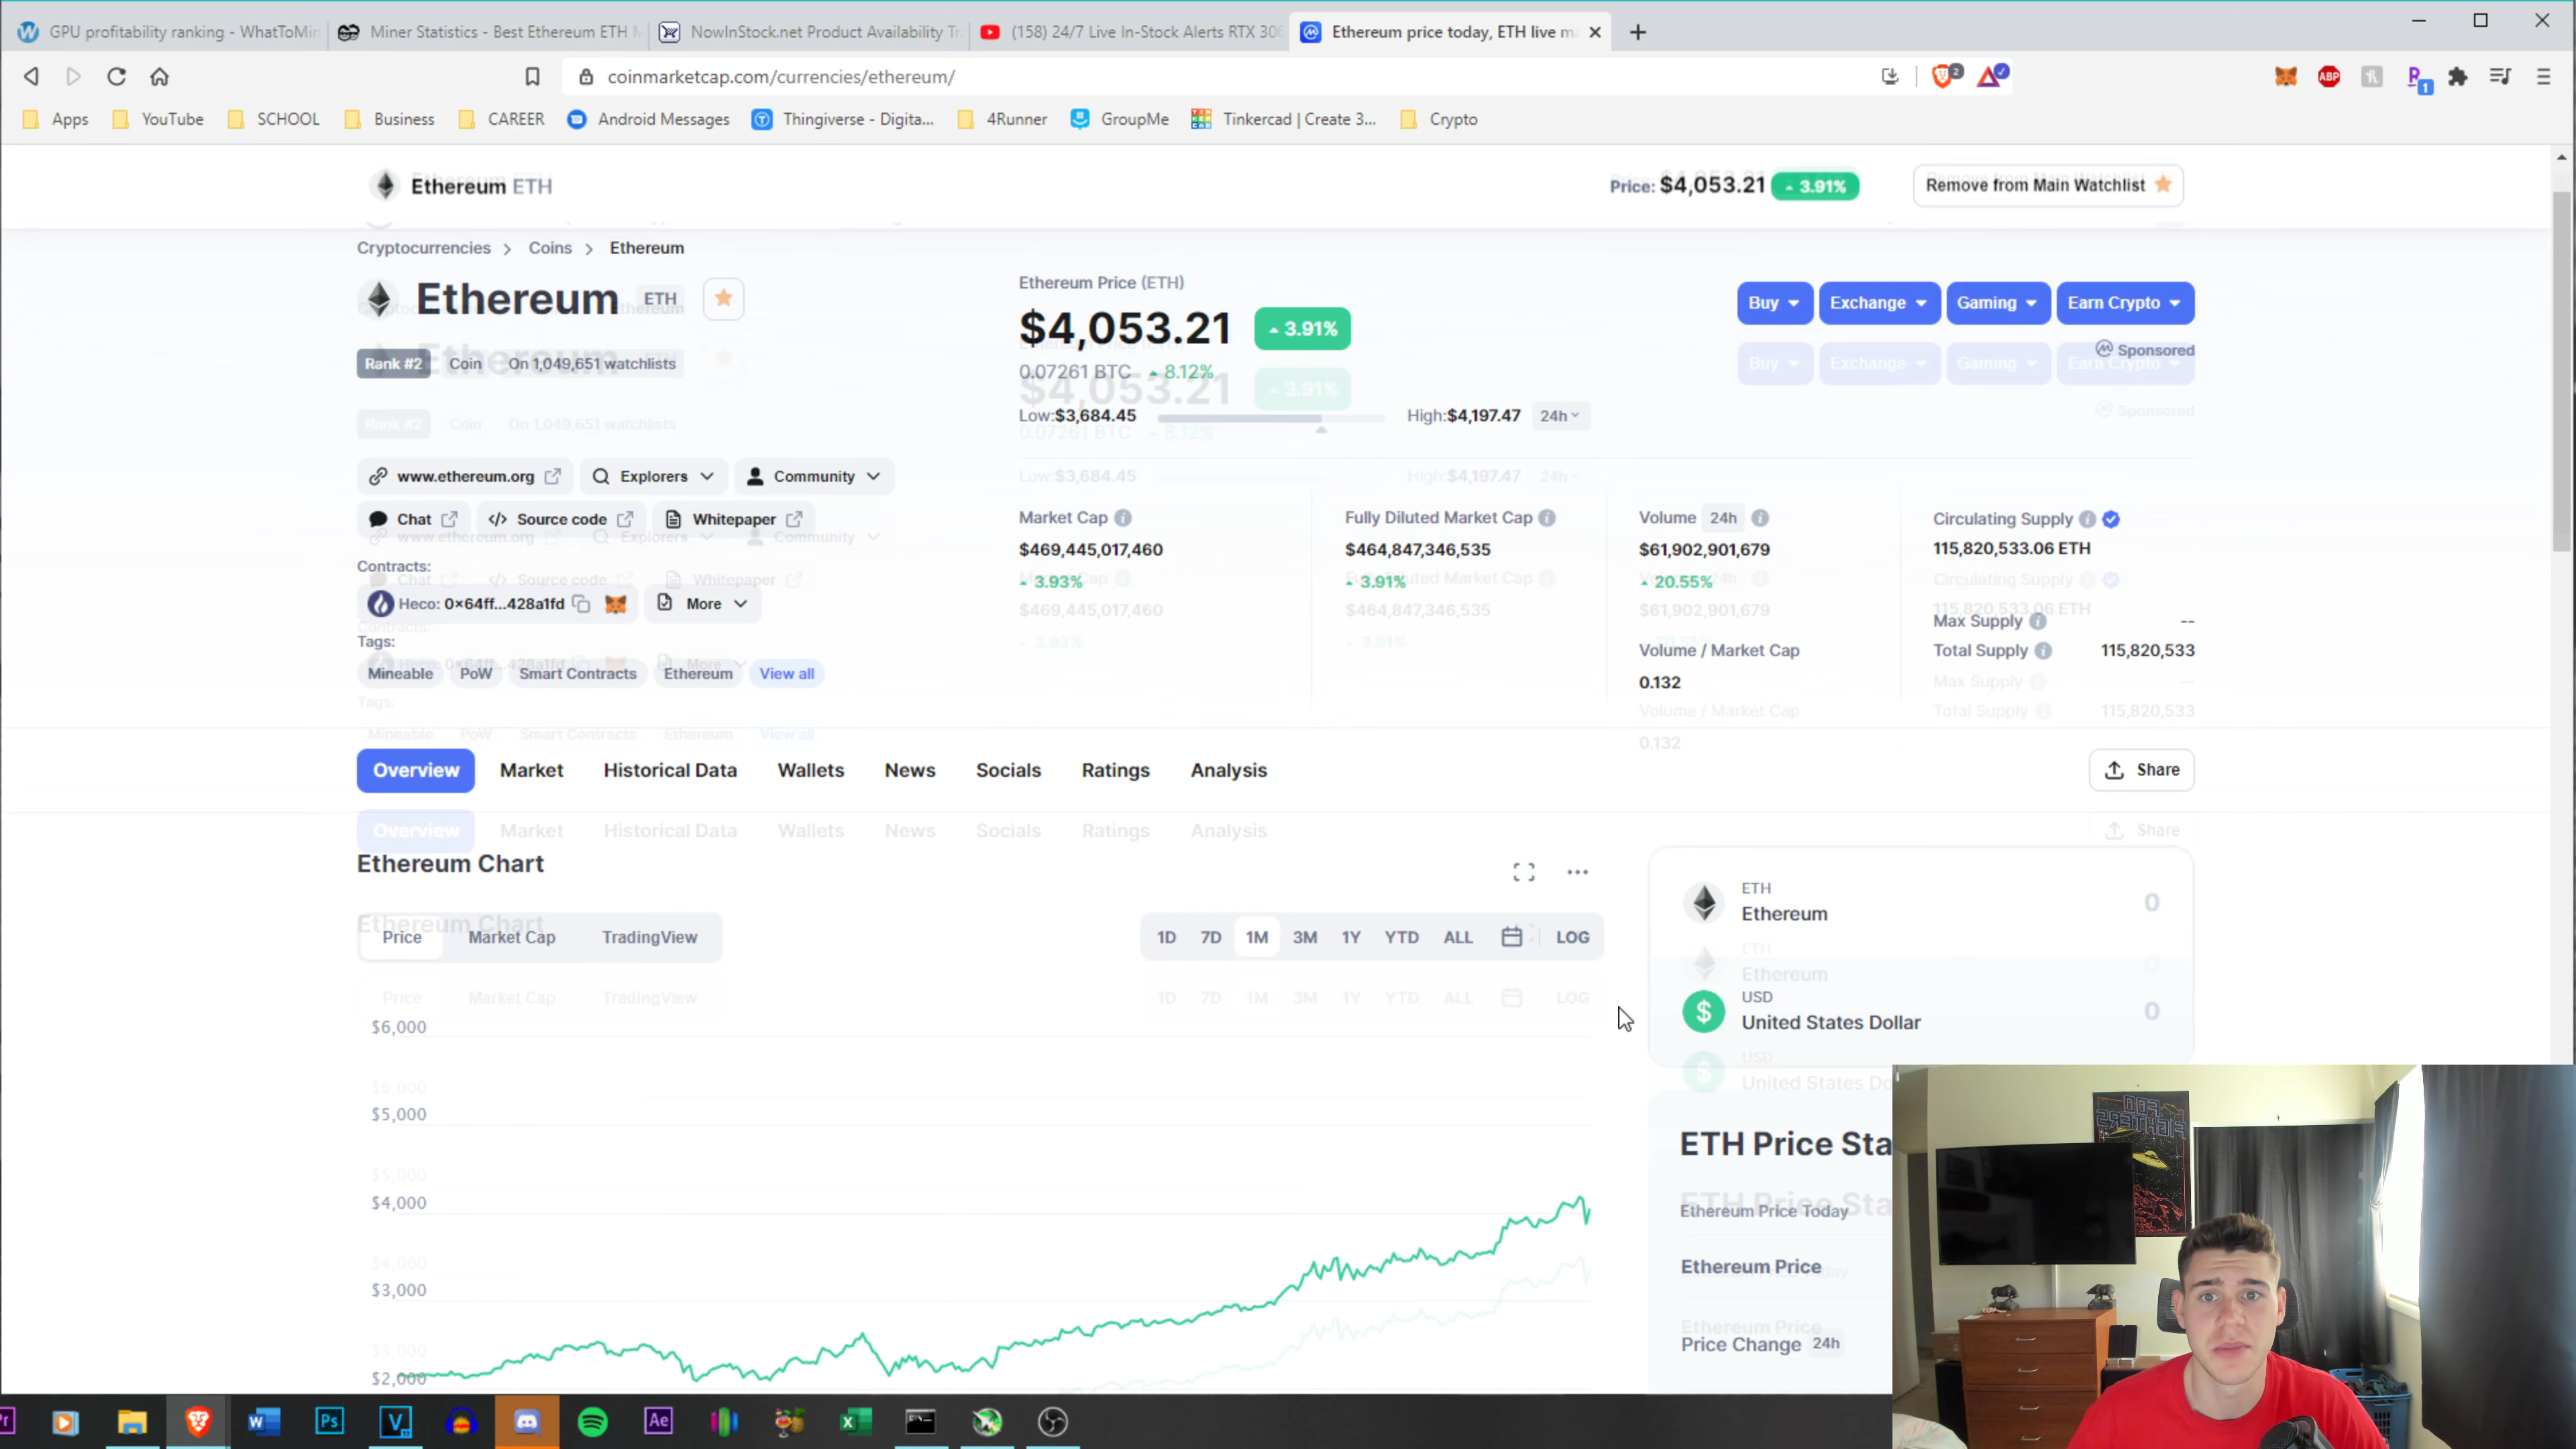 GPU profitability ranking - WhatToMin
Miner Statistics - Best Ethereum ETH M
NowInStock.net Product Availability Tr
(158) 24/7 Live In-Stock Alerts RTX 306
Ethereum price today, ETH live m
coinmarketcap.com/currencies/ethereum/
2
ABP
1
Apps YouTube SCHOOL Business CAREER Android Messages Thingiverse - Digita... 4Runner GroupMe Tinkercad | Create 3... Crypto
Ethereum ETH
Price: $4,053.21 3.91%
Remove from Main Watchlist
Cryptocurrencies > Coins > Ethereum
Ethereum ETH
Rank #2 Coin On 1,049,651 watchlists
Ethereum Price (ETH)
$4,053.21 3.91%
0.07261 BTC 8.12%
Low:$3,684.45 High:$4,197.47 24h
Buy Exchange Gaming Earn Crypto
Sponsored
www.ethereum.org Explorers Community
Chat Source code Whitepaper
Contracts:
Heco: 0x64ff...428a1fd More
Tags:
Mineable PoW Smart Contracts Ethereum View all
Market Cap
$469,445,017,460
3.93%
Fully Diluted Market Cap
$464,847,346,535
3.91%
Volume 24h
$61,902,901,679
20.55%
Volume / Market Cap
0.132
Circulating Supply
115,820,533.06 ETH
Max Supply --
Total Supply 115,820,533
Overview Market Historical Data Wallets News Socials Ratings Analysis
Share
Ethereum Chart
Price Market Cap TradingView
1D 7D 1M 3M 1Y YTD ALL LOG
$6,000
$5,000
$4,000
$3,000
$2,000
ETH
Ethereum 0
USD
United States Dollar 0
ETH Price Sta
Ethereum Price Today
Ethereum Price
Price Change 24h
FOO
FIGHTERS
Ps
Ae